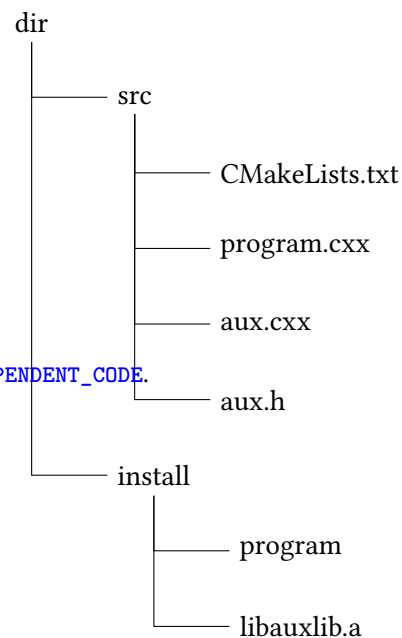 dir
src
CMakeLists.txt
program.cxx
aux.cxx
PENDENT_CODE.
aux.h
install
program
libauxlib.a